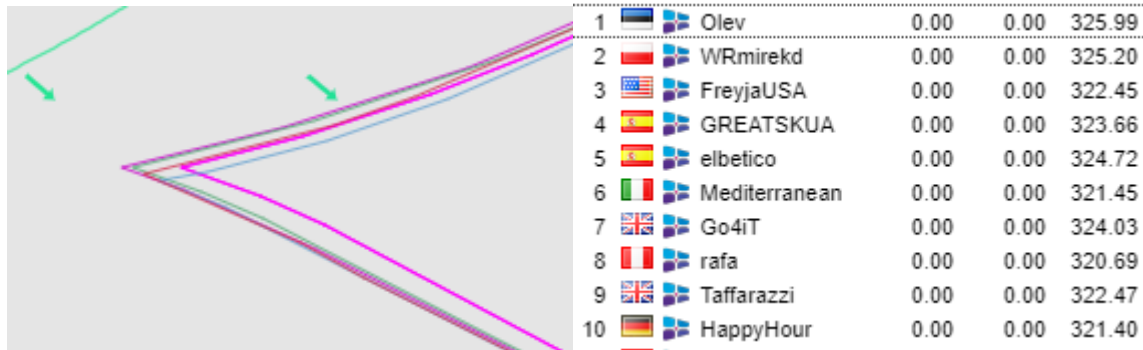 1 Olev 0.00 0.00 325.99
2 WRmirekd 0.00 0.00 325.20
3 FreyjaUSA 0.00 0.00 322.45
4 GREATSKUA 0.00 0.00 323.66
5 elbetico 0.00 0.00 324.72
6 Mediterranean 0.00 0.00 321.45
7 Go4iT 0.00 0.00 324.03
8 rafa 0.00 0.00 320.69
9 Taffarazzi 0.00 0.00 322.47
10 HappyHour 0.00 0.00 321.40